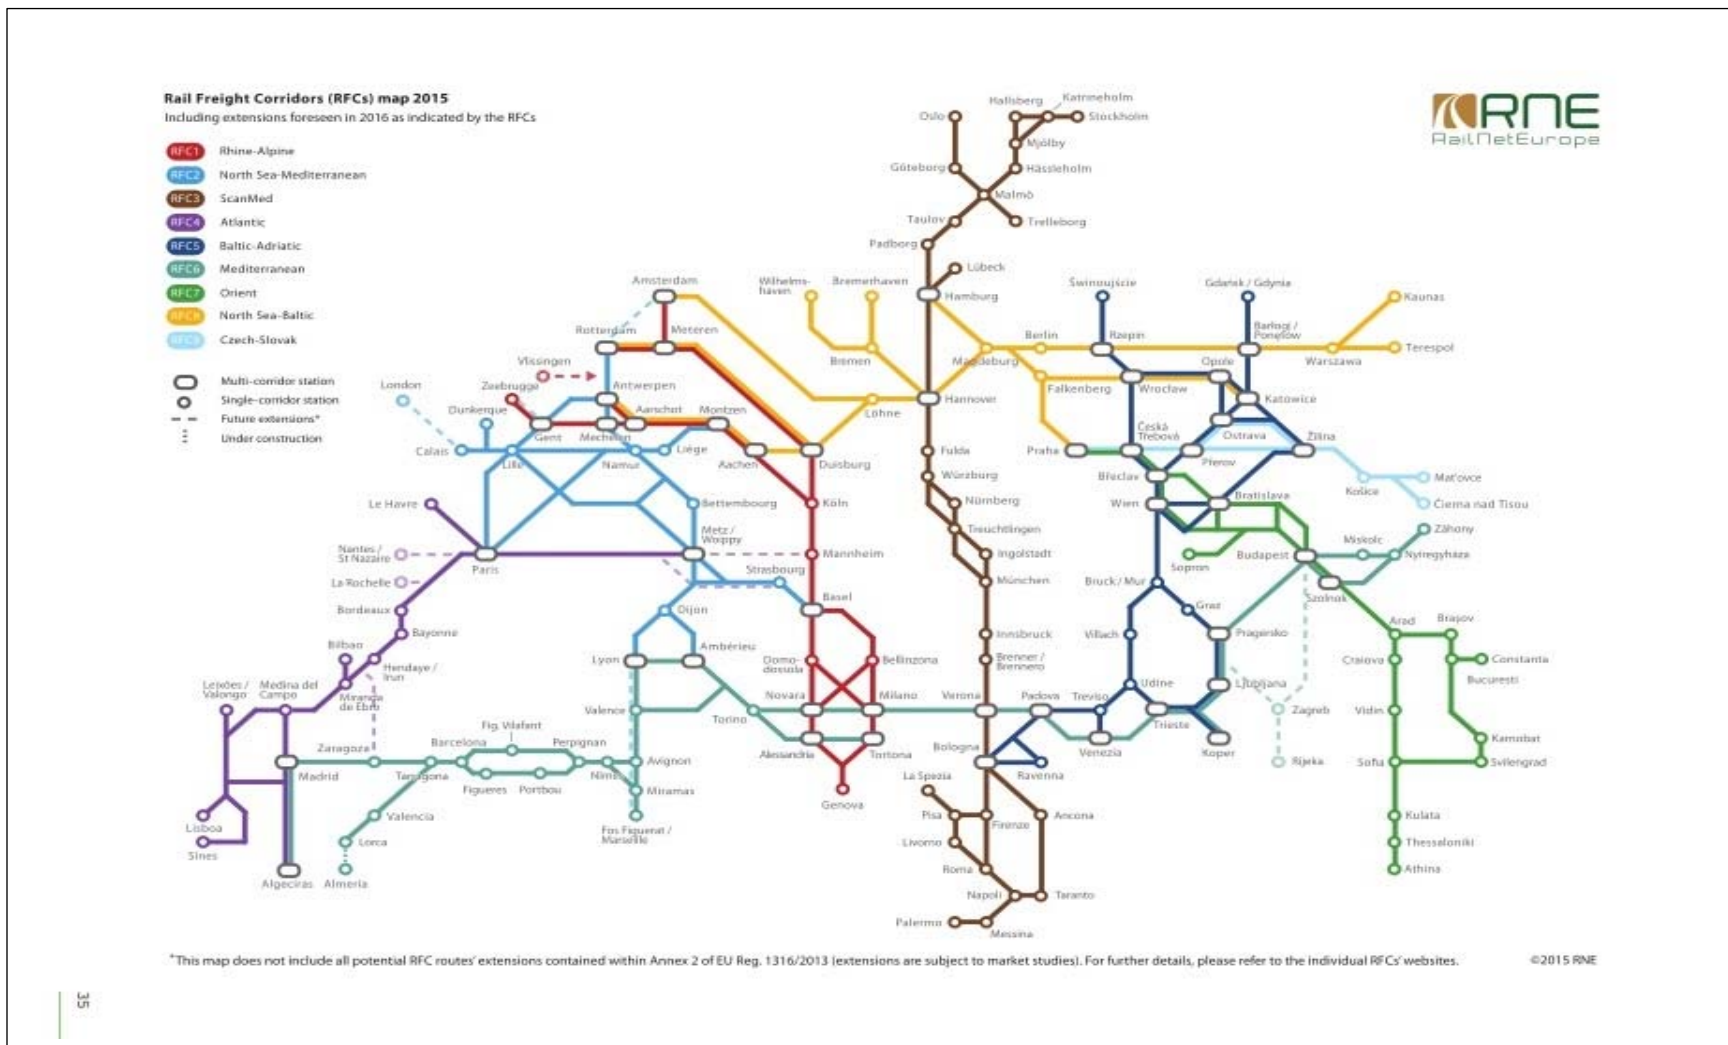 Rail Freight Corridors (RFCs) map 2015
Including extensions foreseen in 2016 as indicated by the RFCs
RNE
RailNetEurope
RFC1 Rhine-Alpine
RFC2 North Sea-Mediterranean
RFC3 ScanMed
RFC4 Atlantic
RFC5 Baltic-Adriatic
RFC6 Mediterranean
RFC7 Orient
RFC8 North Sea-Baltic
RFC9 Czech-Slovak
Multi-corridor station
Single-corridor station
Future extensions*
Under construction
Oslo
Hallsberg
Katrineholm
Stockholm
Mjölby
Göteborg
Hässleholm
Malmö
Taulov
Trelleborg
Padborg
Lübeck
Hamburg
Amsterdam
Wilhelms-
haven
Bremerhaven
Świnoujście
Gdańsk / Gdynia
Kaunas
Rotterdam
Meteren
Bremen
Magdeburg
Berlin
Rzepin
Barłogi /
Ponętów
Opole
Warszawa
Terespol
Vlissingen
Zeebrugge
London
Dunkerque
Antwerpen
Aarschot
Montzen
Löhne
Hannover
Falkenberg
Wrocław
Katowice
Gent
Mechelen
Calais
Lille
Namur
Liège
Aachen
Duisburg
Fulda
Praha
Česká
Třebová
Ostrava
Přerov
Žilina
Würzburg
Břeclav
Bettembourg
Köln
Nürnberg
Wien
Bratislava
Košice
Mat'ovce
Čierna nad Tisou
Le Havre
Metz /
Woippy
Treuchtlingen
Záhony
Nantes /
St Nazaire
Paris
Mannheim
Ingolstadt
Sopron
Budapest
Miskolc
Nyíregyháza
La Rochelle
Strasbourg
München
Bruck / Mur
Szolnok
Bordeaux
Dijon
Basel
Graz
Bayonne
Innsbruck
Villach
Pragersko
Arad
Braşov
Bilbao
Hendaye /
Irun
Lyon
Ambérieu
Domo-
dossola
Bellinzona
Brenner /
Brennero
Craiova
Constanta
Bucuresti
Leixões /
Valongo
Medina del
Campo
Miranda
de Ebro
Valence
Torino
Novara
Milano
Verona
Padova
Treviso
Udine
Ljubljana
Zagreb
Vidin
Zaragoza
Barcelona
Fig. Vilafant
Perpignan
Alessandria
Tortona
Bologna
Venezia
Trieste
Koper
Karnobat
Madrid
Tarragona
Figueres
Portbou
Nîmes
Avignon
Miramas
Genova
La Spezia
Ravenna
Rijeka
Sofia
Svilengrad
Lisboa
Sines
Valencia
Lorca
Fos Figuerat /
Marseille
Pisa
Firenze
Ancona
Livorno
Kulata
Thessaloniki
Algeciras
Almeria
Roma
Napoli
Taranto
Athina
Palermo
Messina
*This map does not include all potential RFC routes' extensions contained within Annex 2 of EU Reg. 1316/2013 (extensions are subject to market studies). For further details, please refer to the individual RFCs' websites.
©2015 RNE
35